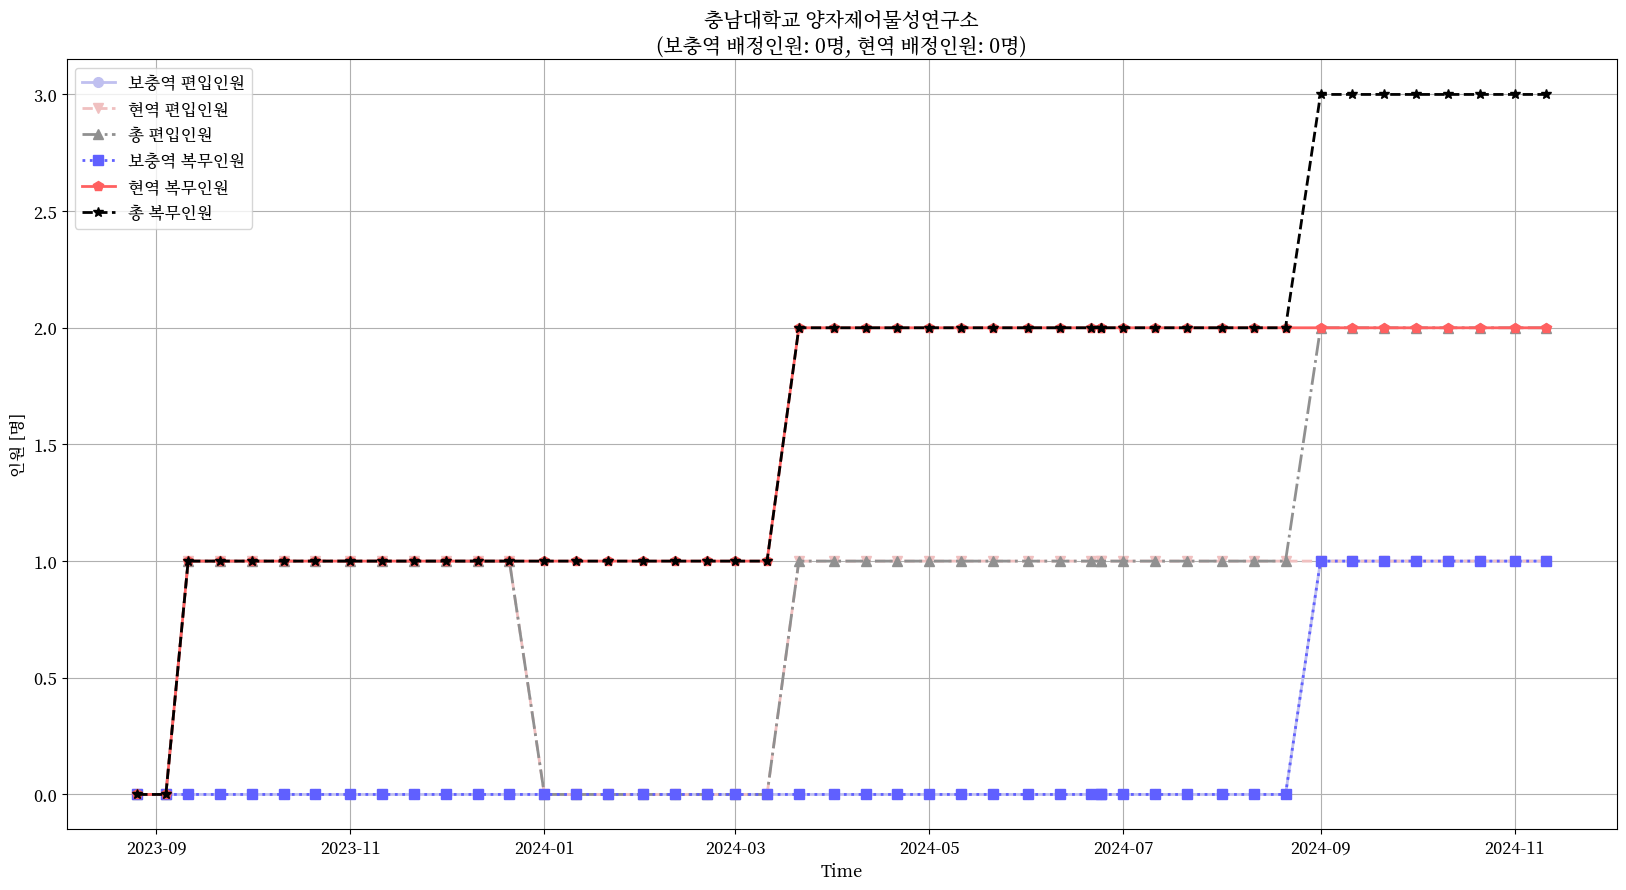 충남대학교 양자제어물성연구소
(보충역 배정인원: 0명, 현역 배정인원: 0명)
보충역 편입인원
현역 편입인원
총 편입인원
보충역 복무인원
현역 복무인원
총 복무인원
3.0
2.5
2.0
1.5
1.0
0.5
0.0
인원 [명]
2023-09
2023-11
2024-01
2024-03
2024-05
2024-07
2024-09
2024-11
Time